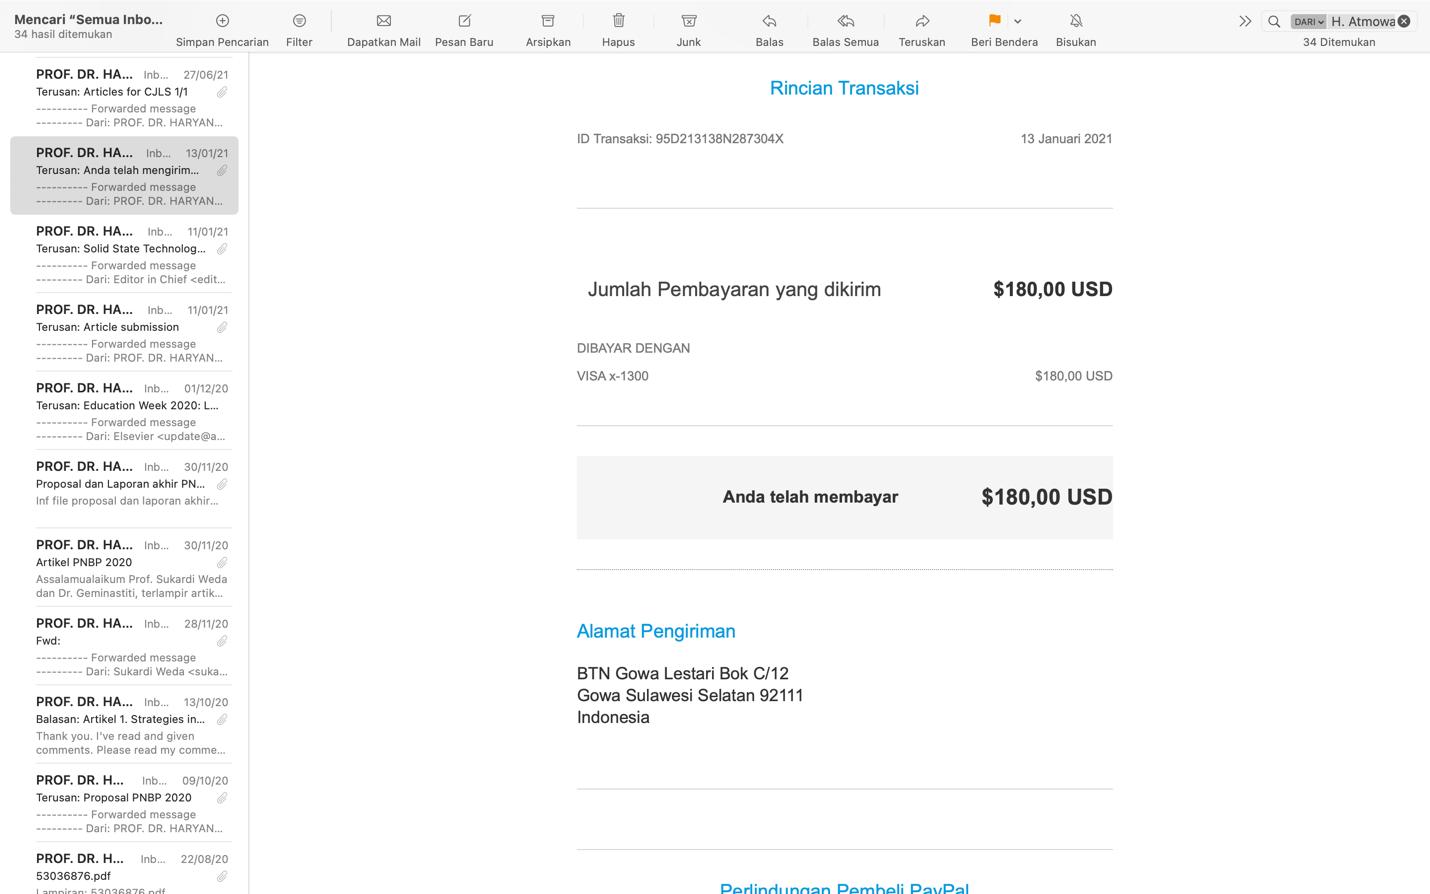 Mencari “Semua Inbo...
34 hasil ditemukan
Simpan Pencarian
Filter
Dapatkan Mail
Pesan Baru
Arsipkan
Hapus
Junk
Balas
Balas Semua
Teruskan
Beri Bendera
Bisukan
DARI H. Atmowa
34 Ditemukan
PROF. DR. HA... Inb... 27/06/21
Terusan: Articles for CJLS 1/1
---------- Forwarded message
--------- Dari: PROF. DR. HARYAN...
PROF. DR. HA... Inb... 13/01/21
Terusan: Anda telah mengirim...
---------- Forwarded message
--------- Dari: PROF. DR. HARYAN...
PROF. DR. HA... Inb... 11/01/21
Terusan: Solid State Technolog...
---------- Forwarded message
--------- Dari: Editor in Chief <edit...
PROF. DR. HA... Inb... 11/01/21
Terusan: Article submission
---------- Forwarded message
--------- Dari: PROF. DR. HARYAN...
PROF. DR. HA... Inb... 01/12/20
Terusan: Education Week 2020: L...
---------- Forwarded message
--------- Dari: Elsevier <update@a...
PROF. DR. HA... Inb... 30/11/20
Proposal dan Laporan akhir PN...
Inf file proposal dan laporan akhir...
PROF. DR. HA... Inb... 30/11/20
Artikel PNBP 2020
Assalamualaikum Prof. Sukardi Weda
dan Dr. Geminastiti, terlampir artik...
PROF. DR. HA... Inb... 28/11/20
Fwd:
---------- Forwarded message
--------- Dari: Sukardi Weda <suka...
PROF. DR. HA... Inb... 13/10/20
Balasan: Artikel 1. Strategies in...
Thank you. I've read and given
comments. Please read my comme...
PROF. DR. H... Inb... 09/10/20
Terusan: Proposal PNBP 2020
---------- Forwarded message
--------- Dari: PROF. DR. HARYAN...
PROF. DR. H... Inb... 22/08/20
53036876.pdf
Lampiran: 53036876.pdf
Rincian Transaksi
ID Transaksi: 95D213138N287304X 13 Januari 2021
Jumlah Pembayaran yang dikirim $180,00 USD
DIBAYAR DENGAN
VISA x-1300 $180,00 USD
Anda telah membayar $180,00 USD
Alamat Pengiriman
BTN Gowa Lestari Bok C/12
Gowa Sulawesi Selatan 92111
Indonesia
Perlindungan Pembeli PayPal